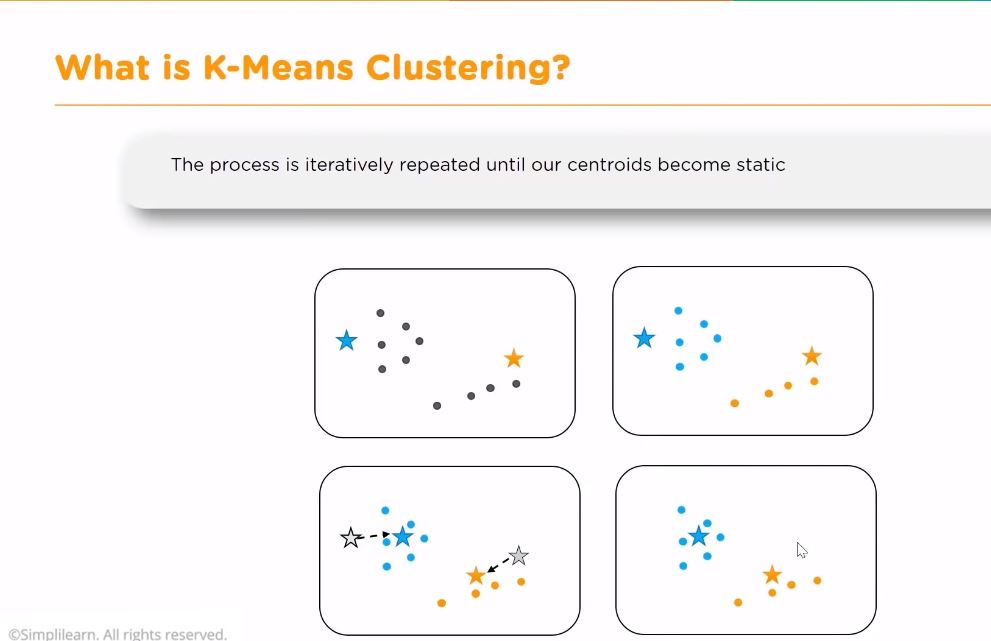 What is K-Means Clustering?
The process is iteratively repeated until our centroids become static
©Simplilearn. All rights reserved.